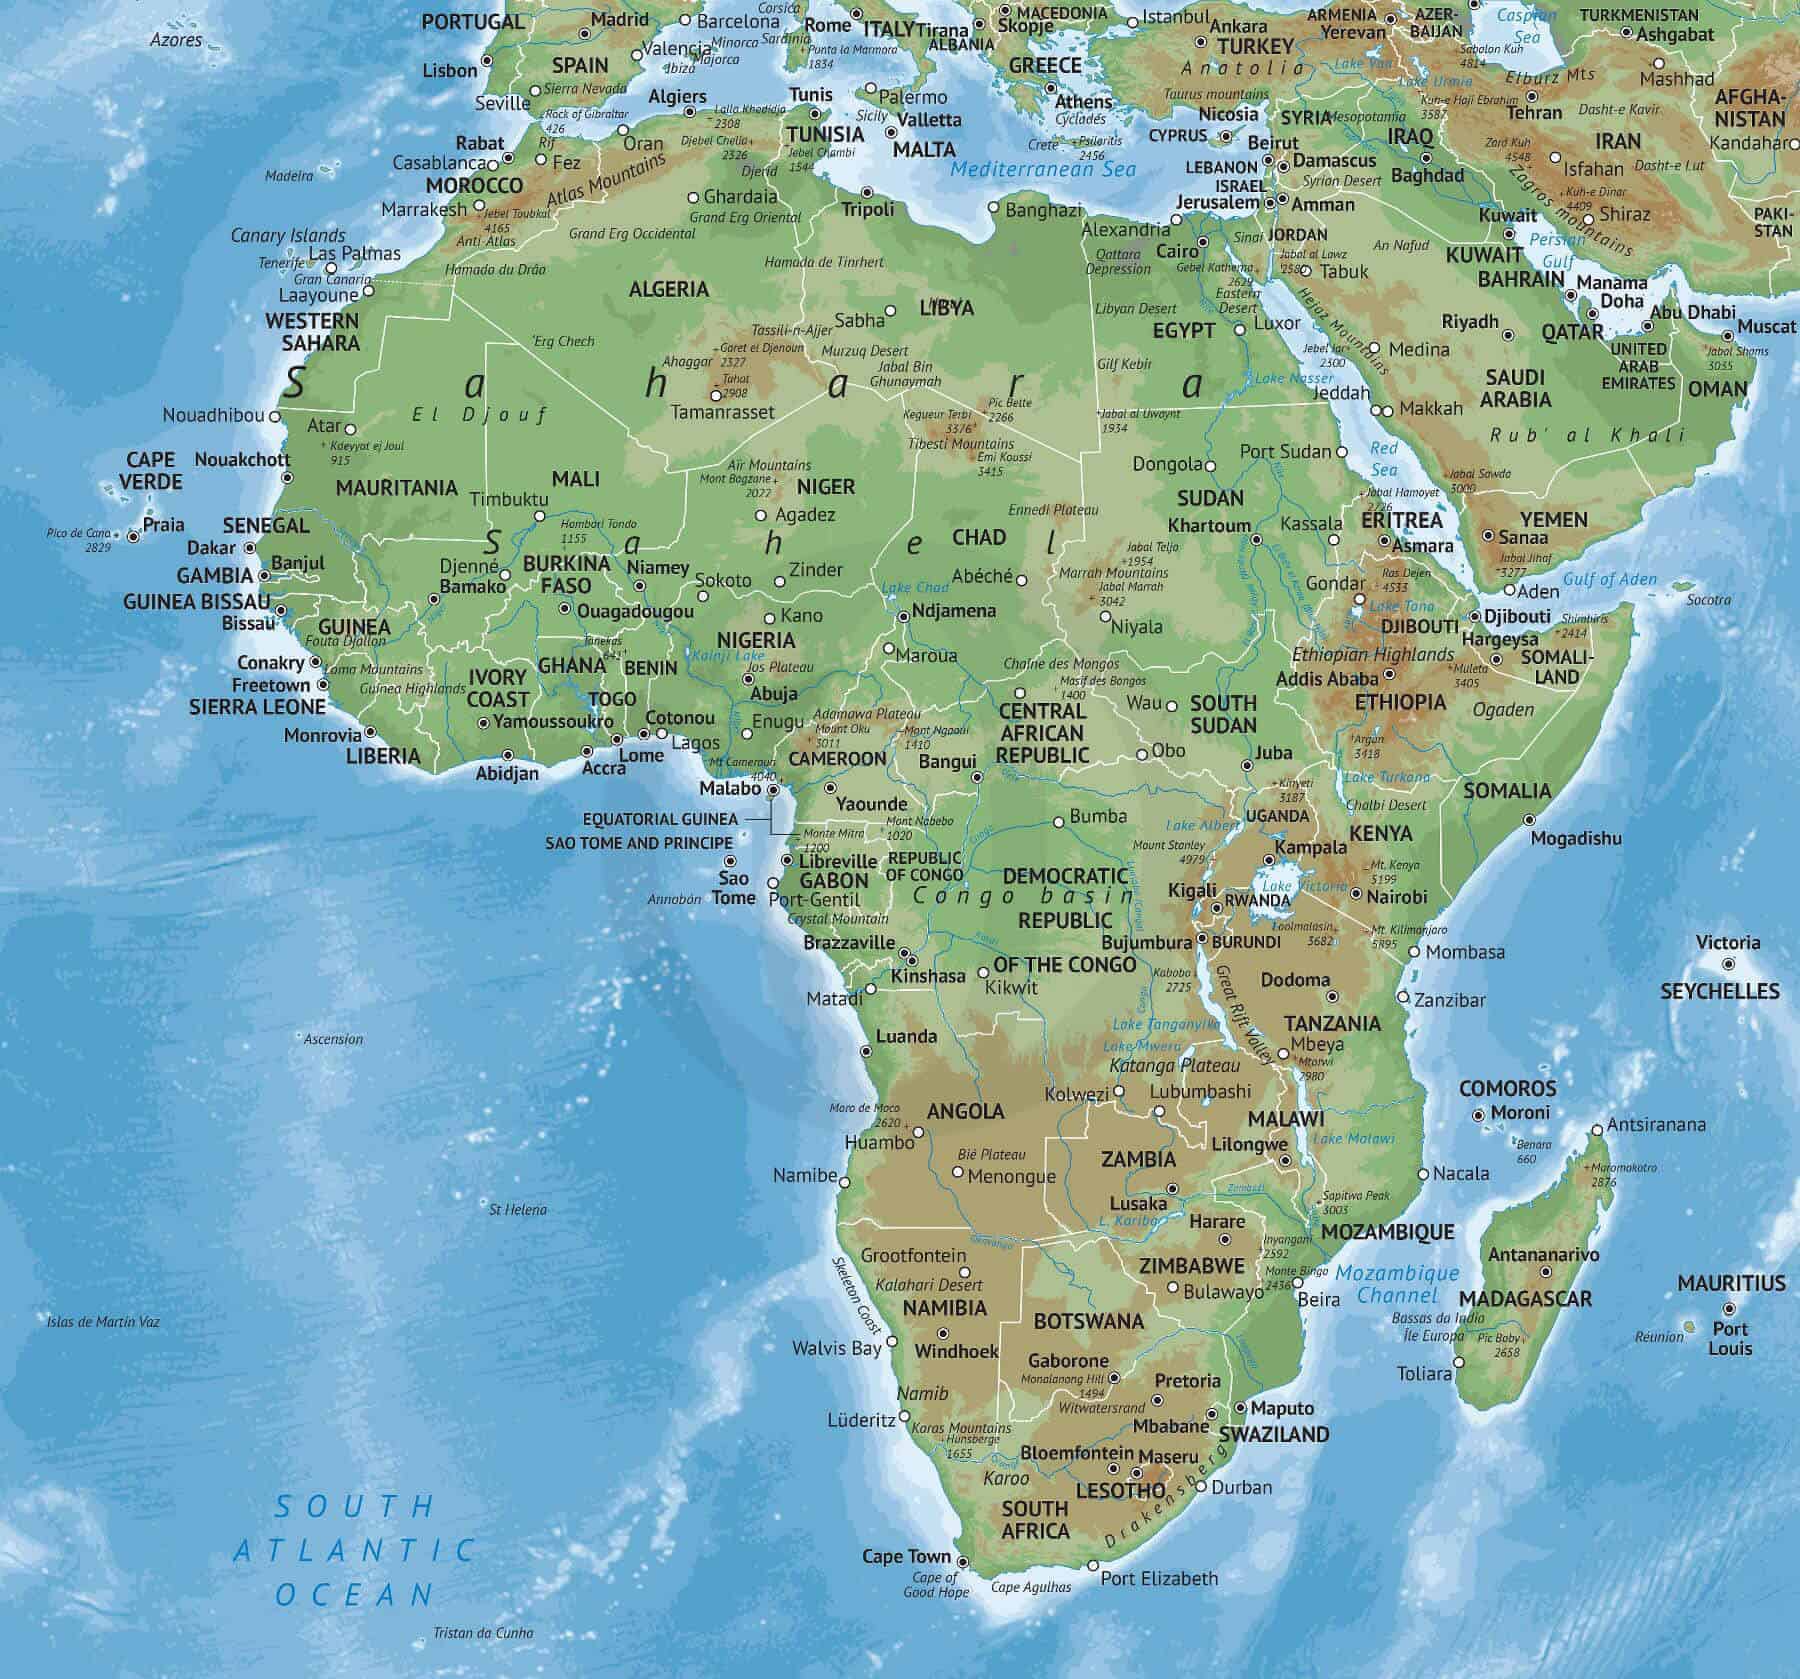 PORTUGAL
Azores
Madrid
Barcelona
Corsica
Rome
ITALY
Tirana
Skopje
MACEDONIA
Istanbul
Ankara
ARMENIA
Yerevan
AZER-
BAIJAN
Caspian
Sea
TURKMENISTAN
Ashgabat
Lisbon
SPAIN
Valencia
Minorca
Sardinia
Ibiza
Majorca
Punta la Marmora
1834
ALBANIA
GREECE
TURKEY
Anatolia
Lake Van
Lake Urmia
Sabalon Kuh
4814
Elburz Mts
Mashhad
Seville
Sierra Nevada
Algiers
Tunis
Palermo
Sicily
Valletta
MALTA
Athens
Cyclades
Taurus mountains
Nicosia
CYPRUS
SYRIA
Mesopotamia
Kuh-e Haji Ebrahim
3587
Tehran
Dasht-e Kavir
AFGHA-
NISTAN
Rock of Gibraltar
426
Lalla Khedidja
2308
TUNISIA
Crete
Psiloritis
2456
Beirut
IRAQ
IRAN
Kandahar
Rabat
Casablanca
Rif
Fez
Oran
Djebel Chelia
2326
Jebel Chambi
1544
Djerid
Mediterranean Sea
LEBANON
Damascus
Syrian Desert
Baghdad
Zard Kuh
4548
Isfahan
Dasht-e Lut
Madeira
MOROCCO
Marrakesh
Atlas Mountains
Jebel Toubkal
4165
Anti-Atlas
Ghardaia
Grand Erg Oriental
Grand Erg Occidental
Tripoli
Banghazi
ISRAEL
Jerusalem
Amman
Zagros mountains
Kuh-e Dinar
4409
Shiraz
PAKI-
STAN
Canary Islands
Las Palmas
Tenerife
Gran Canaria
Laayoune
Hamada du Drâa
Hamada de Tinrhert
Alexandria
Cairo
Qattara
Depression
Sinai
JORDAN
Gebel Katherina
2629
Jabal al Lawz
2580
Tabuk
An Nafud
Kuwait
KUWAIT
Persian
Gulf
BAHRAIN
Manama
Doha
WESTERN
SAHARA
ALGERIA
'Erg Chech
Tassili-n-Ajjer
Sabha
LIBYA
Libyan Desert
EGYPT
Eastern
Desert
Luxor
Hejaz Mountains
Riyadh
QATAR
Abu Dhabi
Muscat
Ahaggar
Garet el Djenoun
2327
Murzuq Desert
Jabal Bin
Ghunaymah
Gilf Kebir
Jebel Jar
2300
Medina
UNITED
ARAB
EMIRATES
Jabal Shams
3035
Sahara
El Djouf
Tahat
2908
Tamanrasset
Lake Nasser
Jeddah
Makkah
SAUDI
ARABIA
OMAN
Nouadhibou
Atar
Kdeyyat ej Joul
915
Kegueur Terbi
3376
Pic Bette
2266
Jabal al Uwaynt
1934
Rub' al Khali
CAPE
VERDE
Nouakchott
MAURITANIA
MALI
Timbuktu
Aïr Mountains
Mont Bagzane
2022
NIGER
Agadez
Tibesti Mountains
Emi Koussi
3415
Dongola
Port Sudan
Red
Sea
Jabal Sawda
3000
Praia
Pico de Cano
2829
SENEGAL
Dakar
Hombori Tondo
1155
Ennedi Plateau
CHAD
SUDAN
Khartoum
Kassala
Jabal Hamoyet
2726
ERITREA
Asmara
YEMEN
Sanaa
GAMBIA
Banjul
Sahel
Djenné
Bamako
BURKINA
FASO
Niamey
Sokoto
Zinder
Lake Chad
Abéché
Jabal Teljo
1954
Marrah Mountains
Jabal Marrah
3042
Gondar
Ras Dejen
4533
Jabal Jihaf
3277
Aden
Gulf of Aden
Socotra
GUINEA BISSAU
Bissau
GUINEA
Fouta Djallon
Ouagadougou
Kano
NIGERIA
Ndjamena
Niyala
Lake Tana
DJIBOUTI
Djibouti
Shimbiris
2414
Conakry
Freetown
SIERRA LEONE
Loma Mountains
Guinea Highlands
IVORY
COAST
GHANA
Tenekas
641
BENIN
Kainji Lake
Jos Plateau
Maroua
Chaîne des Mongos
Massif des Bongos
1400
Ethiopian Highlands
Hargeysa
SOMALI-
LAND
Muleta
3405
Addis Ababa
ETHIOPIA
Ogaden
Monrovia
LIBERIA
Yamoussoukro
TOGO
Cotonou
Lagos
Abuja
Enugu
Adamawa Plateau
Mount Oku
3011
Mont Ngaoui
1410
CENTRAL
AFRICAN
REPUBLIC
Wau
SOUTH
SUDAN
Abidjan
Accra
Lome
Mt Cameroun
4040
CAMEROON
Bangui
Obo
Juba
Argun
3418
Lake Turkana
Malabo
EQUATORIAL GUINEA
Yaounde
Mont Nabebo
1020
Bumba
Kinyeti
3187
Chalbi Desert
SOMALIA
SAO TOME AND PRINCIPE
Monte Mitra
1200
Libreville
GABON
REPUBLIC
OF CONGO
Congo
Lake Albert
UGANDA
KENYA
Mogadishu
Sao
Tome
Annobón
Port-Gentil
Crystal Mountain
Mount Stanley
4979
Kampala
Mt. Kenya
5199
DEMOCRATIC
Congo basin
REPUBLIC
OF THE CONGO
Kigali
RWANDA
Lake Victoria
Nairobi
Brazzaville
Kinshasa
Kikwit
Matadi
Bujumbura
BURUNDI
Loolmalasin
3682
Mt. Kilimanjaro
5895
Mombasa
Victoria
SEYCHELLES
Kabobo
2725
Great Rift Valley
Dodoma
Zanzibar
Ascension
Luanda
Lake Tanganyika
Lake Mweru
TANZANIA
Mbeya
Mtorwi
2980
Katanga Plateau
Kolwezi
Lubumbashi
COMOROS
Moroni
Moro de Moco
2620
ANGOLA
Huambo
MALAWI
Lilongwe
Lake Malawi
Benara
660
Antsiranana
Bié Plateau
Menongue
ZAMBIA
Lusaka
Nacala
Maromokotro
2876
Namibe
St Helena
Zambezi
L. Kariba
Harare
Sapitwa Peak
3003
MOZAMBIQUE
Okavango
Grootfontein
Kalahari Desert
Skeleton Coast
ZIMBABWE
Bulawayo
Inyangani
2592
Monte Binga
2436
Beira
Mozambique
Channel
Antananarivo
MADAGASCAR
MAURITIUS
Port
Louis
Réunion
Islas de Martín Vaz
NAMIBIA
Windhoek
Walvis Bay
BOTSWANA
Bassas da India
Île Europa
Pic Boby
2658
Toliara
Gaborone
Monalanong Hill
1494
Pretoria
Witwatersrand
Limpopo
Namib
Lüderitz
Karas Mountains
Hunsberge
1655
Mbabane
Maputo
SWAZILAND
Bloemfontein
Maseru
LESOTHO
Karoo
Durban
Drakensberg
SOUTH
AFRICA
SOUTH
ATLANTIC
OCEAN
Cape Town
Cape of
Good Hope
Cape Agulhas
Port Elizabeth
Tristan da Cunha